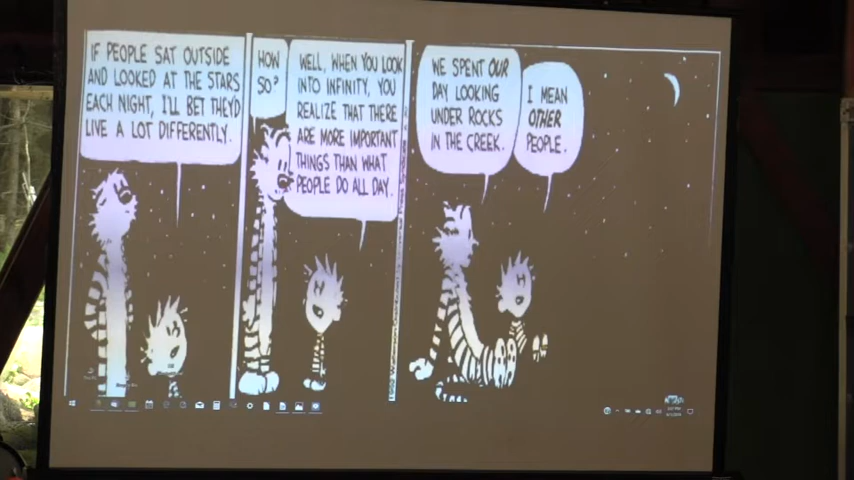 IF PEOPLE SAT OUTSIDE
AND LOOKED AT THE STARS
EACH NIGHT, I'LL BET THEY'D
LIVE A LOT DIFFERENTLY.
HOW
SO?
WELL, WHEN YOU LOOK
INTO INFINITY, YOU
REALIZE THAT THERE
ARE MORE IMPORTANT
THINGS THAN WHAT
PEOPLE DO ALL DAY.
WE SPENT OUR
DAY LOOKING
UNDER ROCKS
IN THE CREEK.
I MEAN
OTHER
PEOPLE.